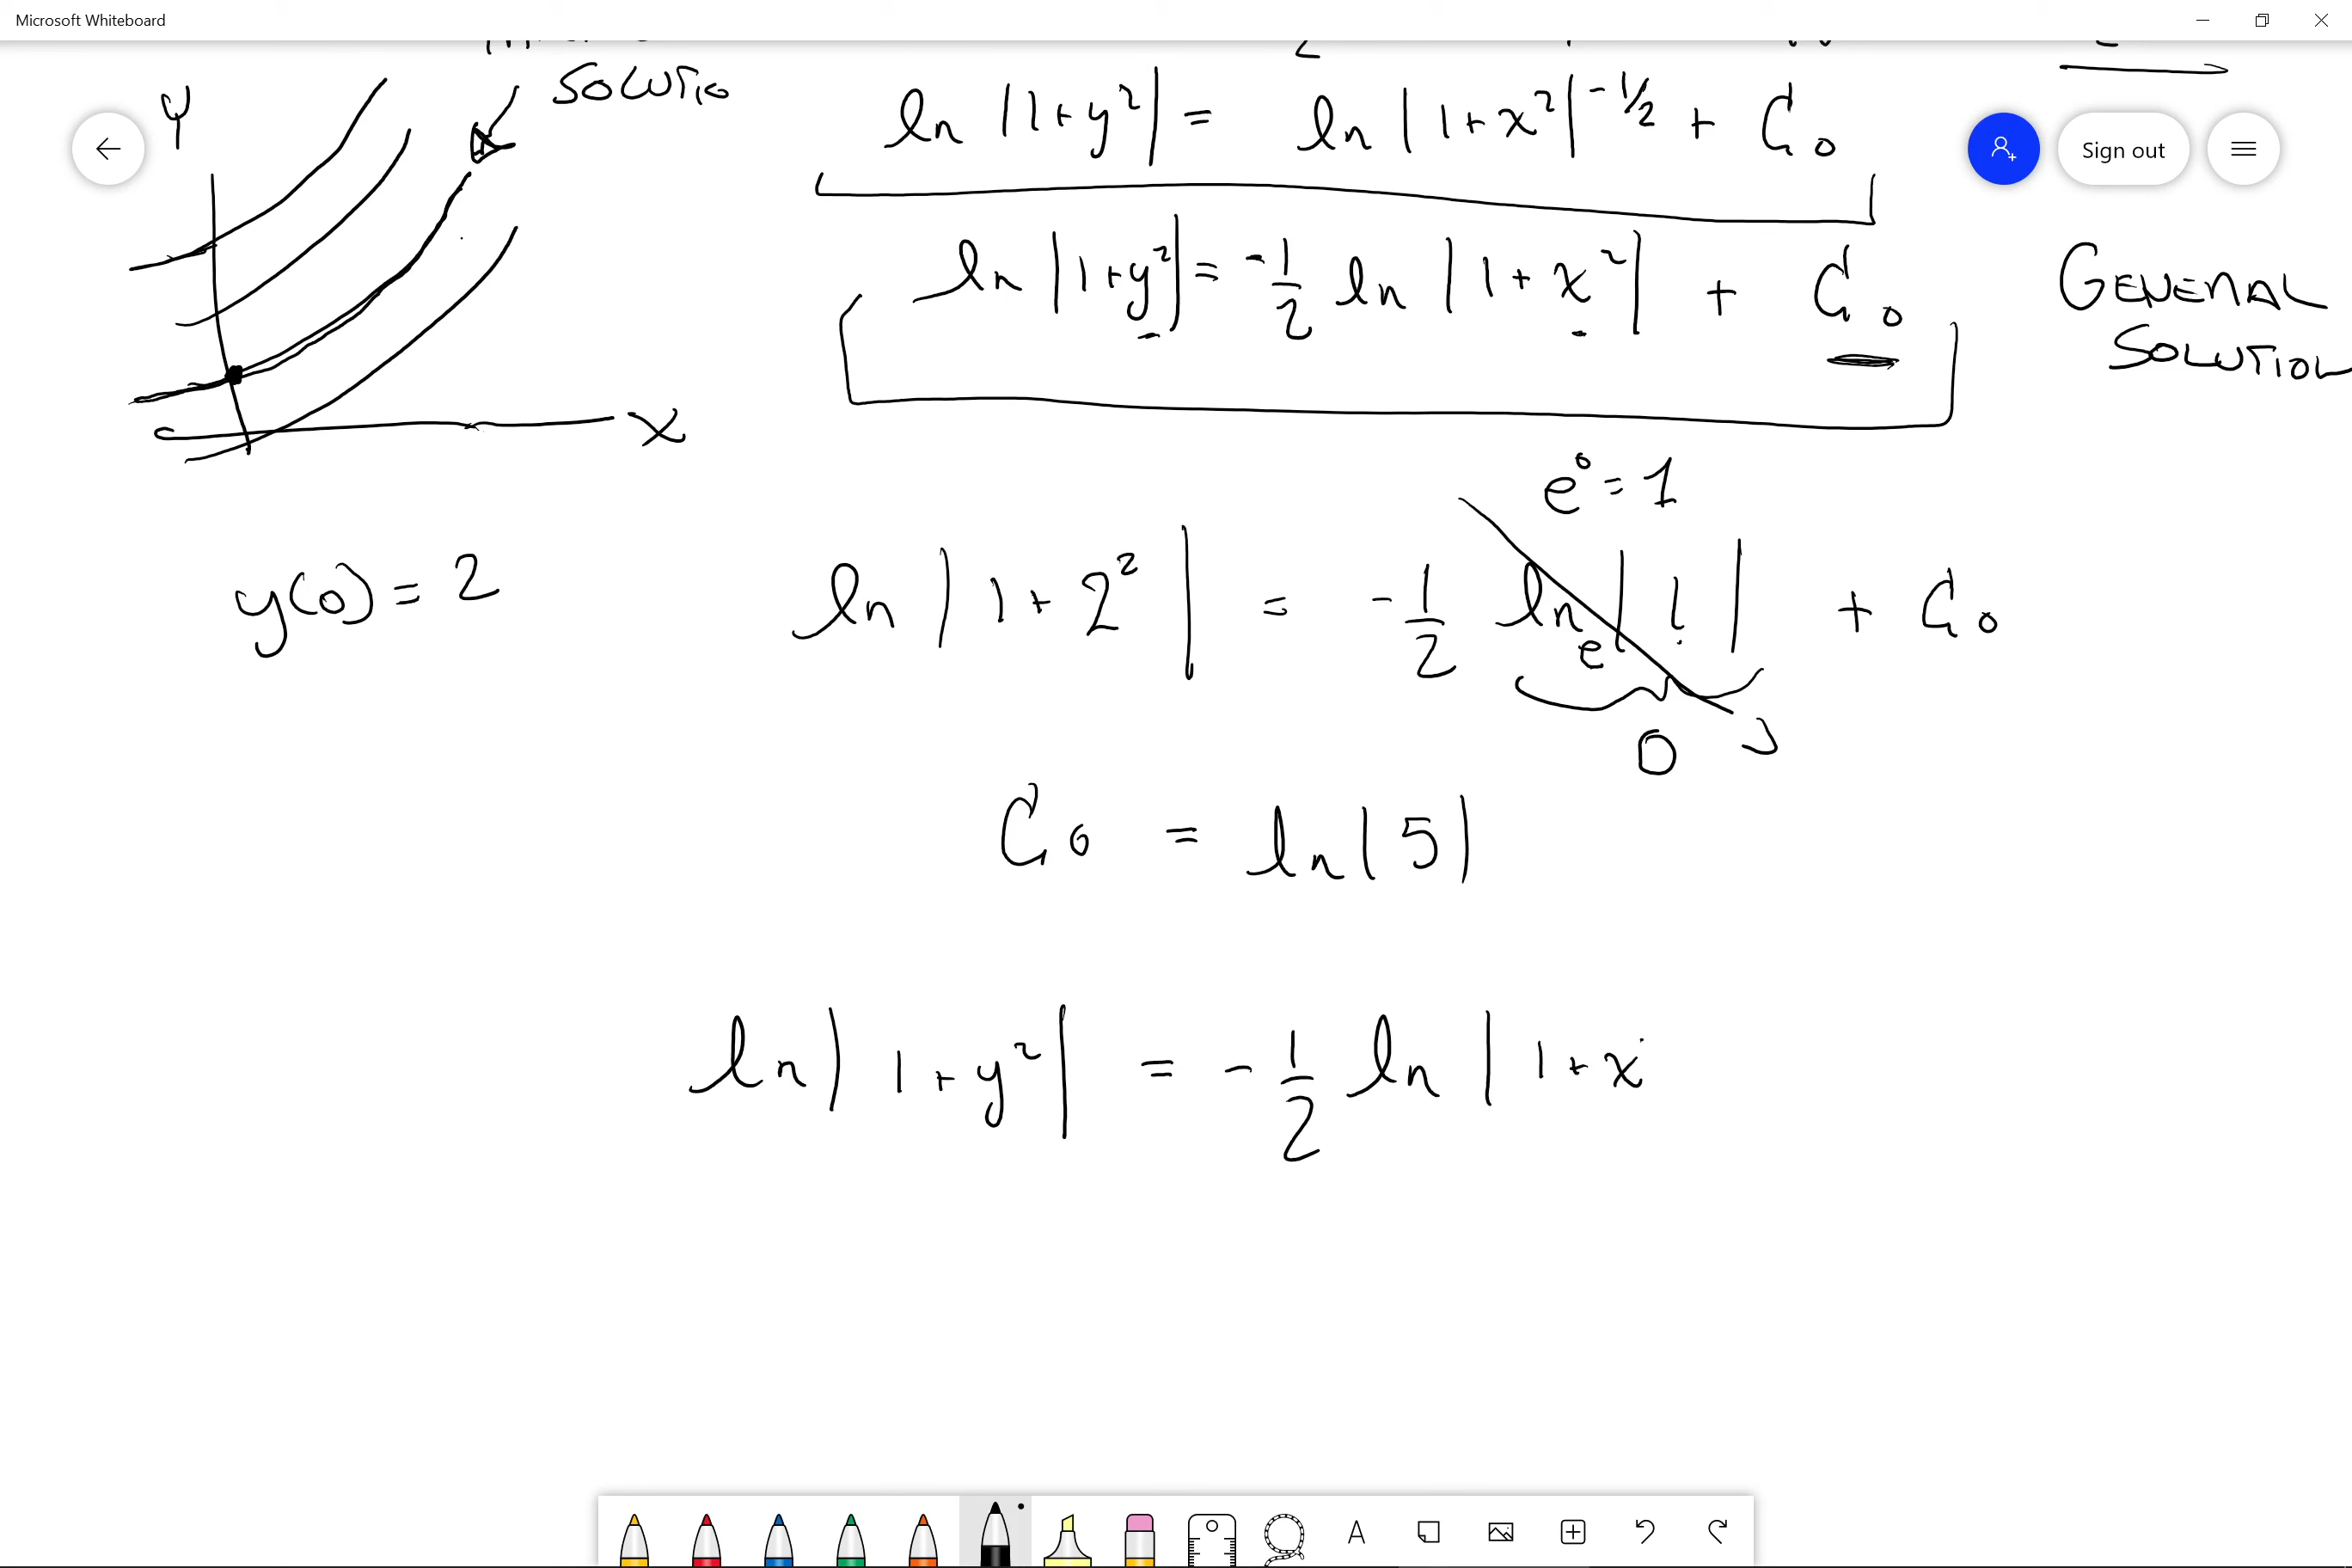 Microsoft Whiteboard
SOLUTIO
y
x
ln |1+y²| = ln |1+x²|^-1/2 + C₀
Sign out
ln |1+y²| = -1/2 ln |1+x²| + C₀
GENERAL
SOLUTION
e⁰ = 1
y(0) = 2
ln |1+2²| = -1/2 ln_e |1| + C₀
0
C₀ = ln |5|
ln |1+y²| = -1/2 ln |1+x
A